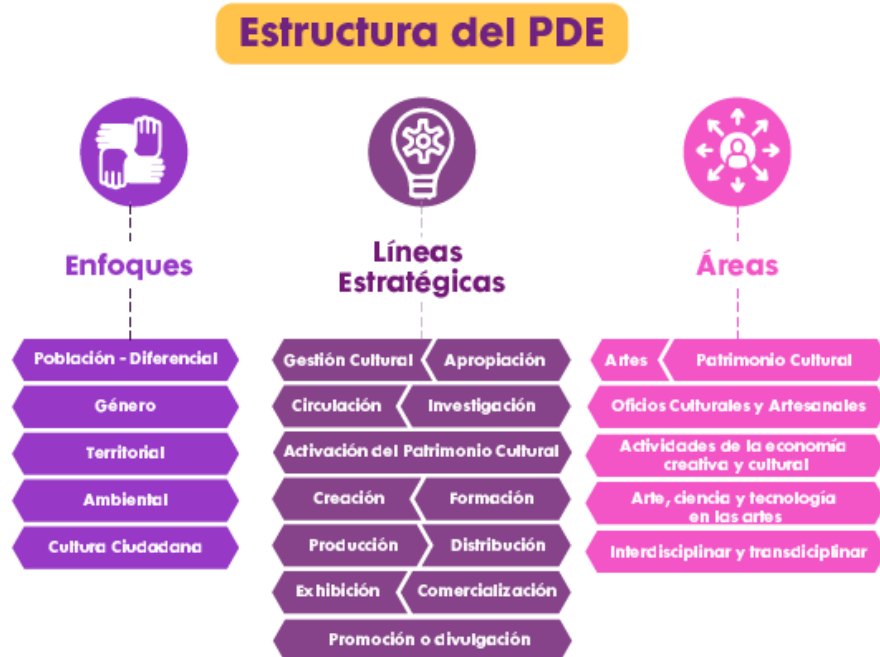 Estructura del PDE
Enfoques
Población - Diferencial
Género
Territorial
Ambiental
Cultura Ciudadana
Líneas
Estratégicas
Gestión Cultural
Apropiación
Circulación
Investigación
Activación del Patrimonio Cultural
Creación
Formación
Producción
Distribución
Exhibición
Comercialización
Promoción o divulgación
Áreas
Artes
Patrimonio Cultural
Oficios Culturales y Artesanales
Actividades de la economía
creativa y cultural
Arte, ciencia y tecnología
en las artes
Interdisciplinar y transdiciplinar